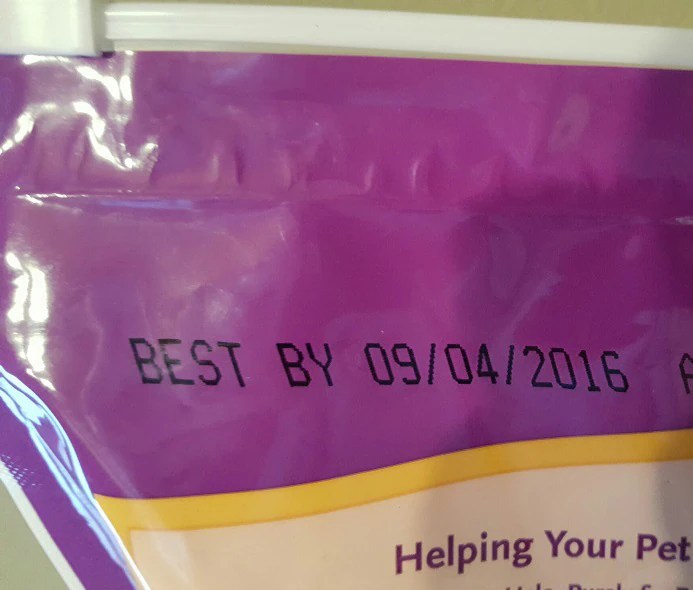 BEST BY 09/04/2016 A
Helping Your Pet